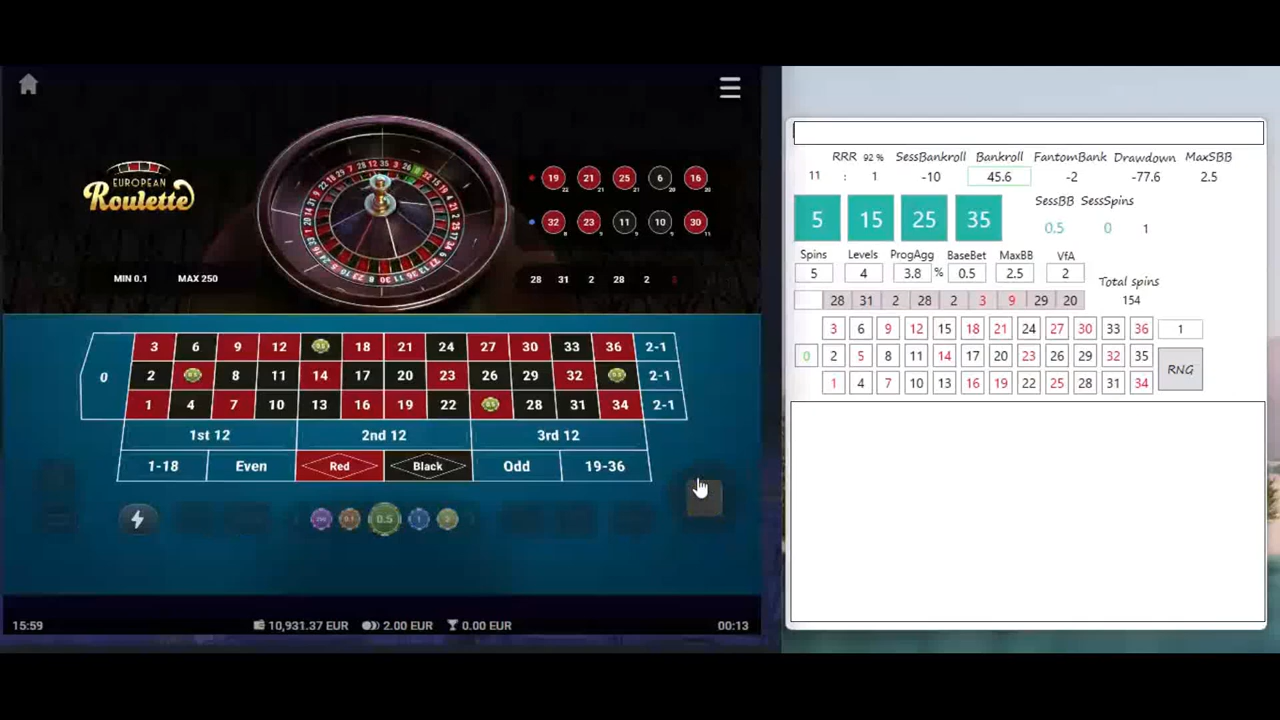 EUROPEAN
Roulette
MIN 0.1 MAX 250
19 21 25 6 16
32 23 11 10 30
28 31 2 28 2
3 6 9 12 0.5 18 21 24 27 30 33 36 2-1
0 2 0.5 8 11 14 17 20 23 26 29 32 0.5 2-1
1 4 7 10 13 16 19 22 0.5 28 31 34 2-1
1st 12 2nd 12 3rd 12
1-18 Even Red Black Odd 19-36
0.5 1
15:59 10,931.37 EUR 2.00 EUR 0.00 EUR 00:13
RRR 92 % SessBankroll Bankroll FantomBank Drawdown MaxSBB
11 : 1 -10 45.6 -2 -77.6 2.5
5 15 25 35
SessBB SessSpins
0.5 0 1
Spins Levels ProgAgg BaseBet MaxBB VfA
5 4 3.8 % 0.5 2.5 2
Total spins
28 31 2 28 2 3 9 29 20 154
3 6 9 12 15 18 21 24 27 30 33 36 1
0 2 5 8 11 14 17 20 23 26 29 32 35 RNG
1 4 7 10 13 16 19 22 25 28 31 34